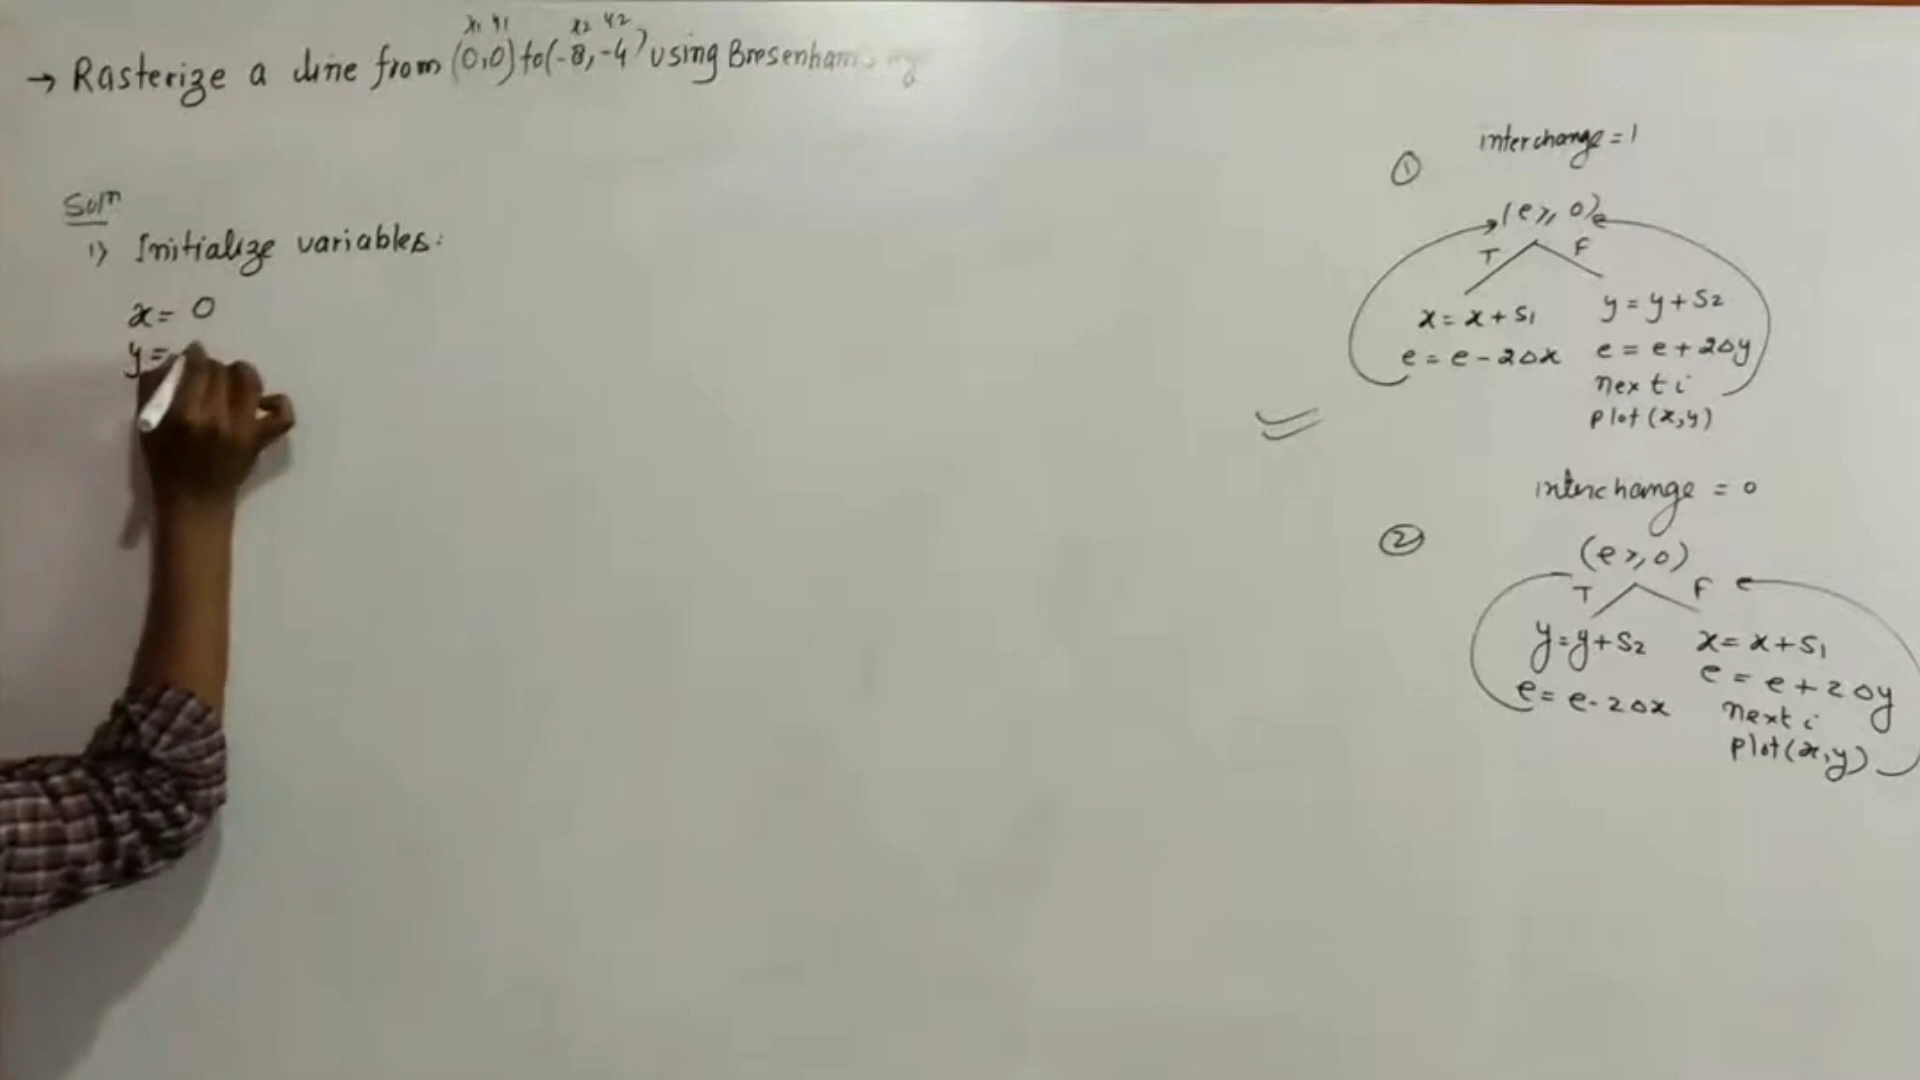 x1 y1 x2 y2
→ Rasterize a line from (0,0) to (-8,-4) using Bresenham
Soln
1) Initialize variables:
x = 0
y =
interchange = 1
①
(e ≥ 0)
T F
x = x + S1
e = e - 2Δx
y = y + S2
e = e + 2Δy
next i
plot (x,y)
interchange = 0
②
(e ≥ 0)
T F
y = y + S2
e = e - 2Δx
x = x + S1
e = e + 2Δy
next i
plot (x,y)